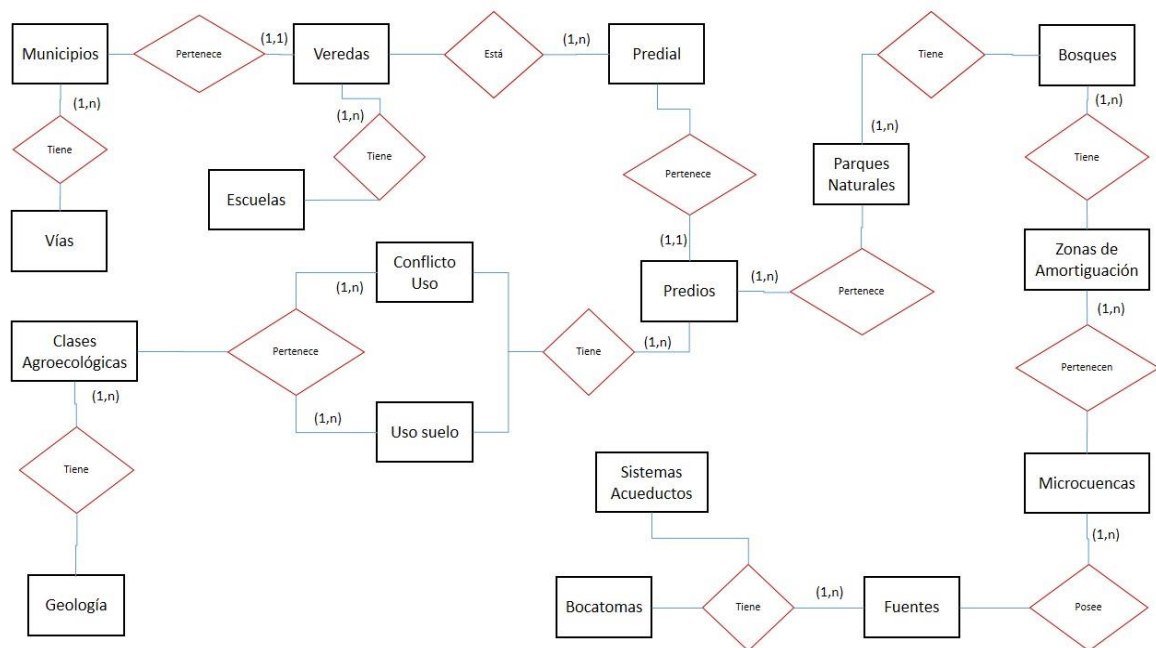 Municipios
Pertenece
(1,1)
Veredas
Está
(1,n)
Predial
Tiene
Bosques
(1,n)
(1,n)
(1,n)
(1,n)
Tiene
Tiene
Tiene
Pertenece
Parques
Naturales
Escuelas
Vías
(1,1)
Conflicto
Uso
(1,n)
Predios
(1,n)
Pertenece
Zonas de
Amortiguación
(1,n)
Clases
Agroecológicas
Pertenece
Tiene
(1,n)
Pertenecen
(1,n)
(1,n)
Uso suelo
Tiene
Sistemas
Acueductos
Microcuencas
(1,n)
Geología
Bocatomas
Tiene
(1,n)
Fuentes
Posee